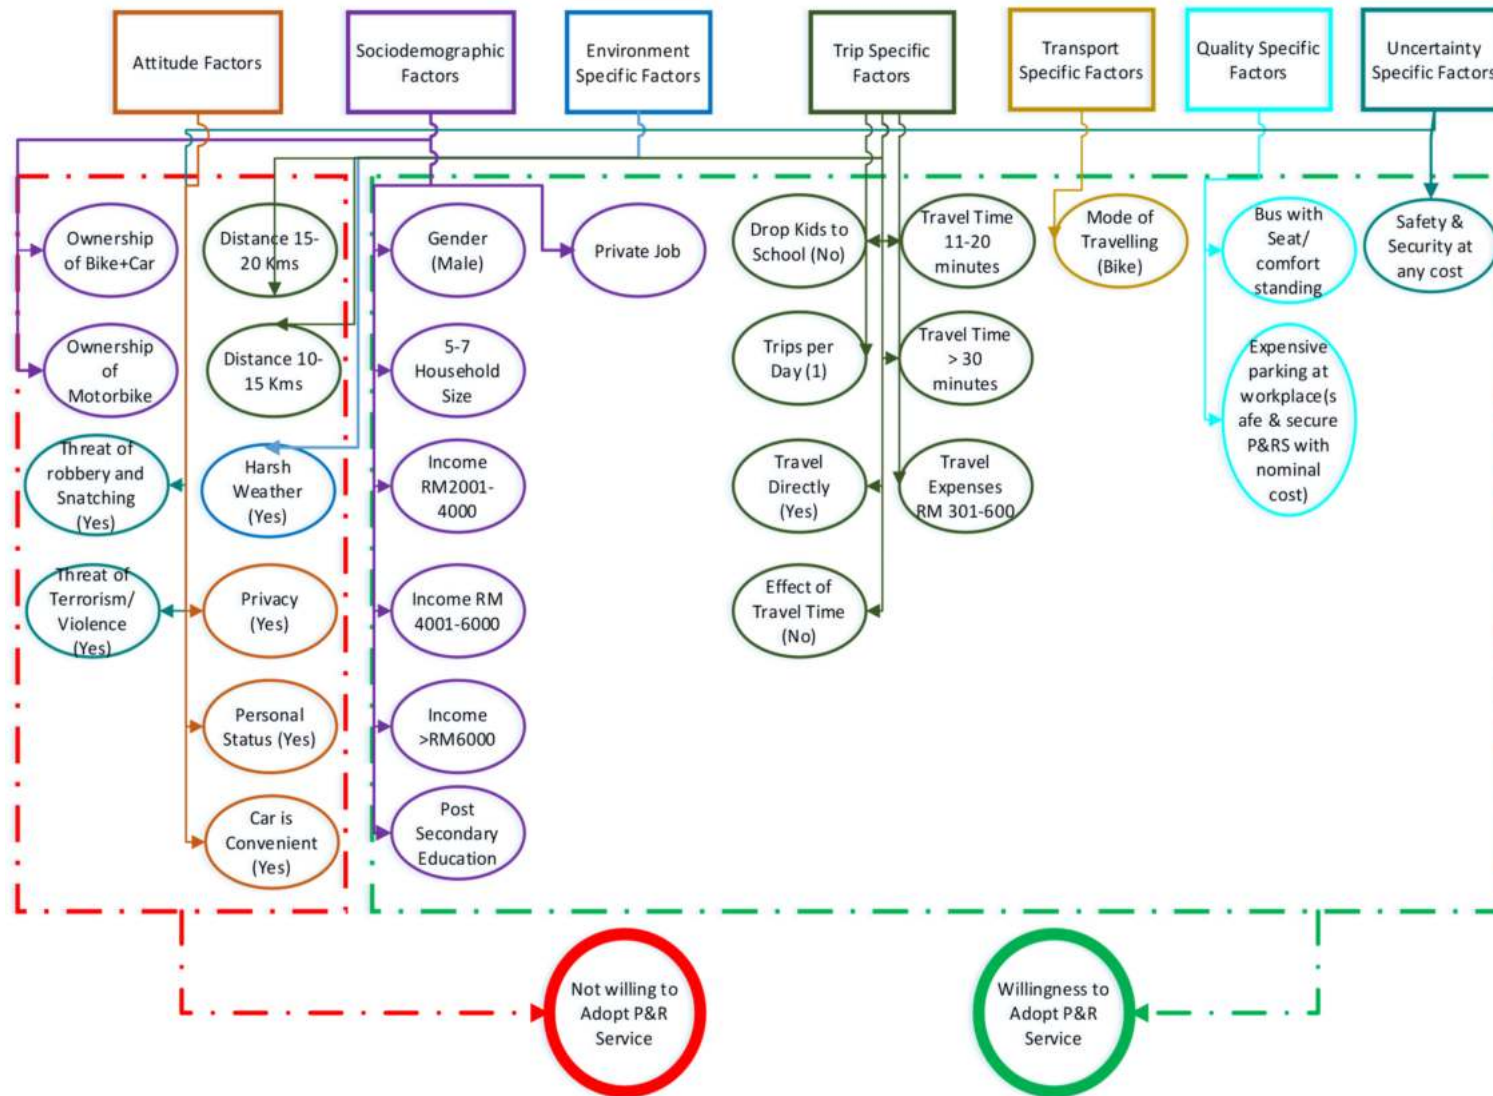 Attitude Factors
Sociodemographic
Factors
Environment
Specific Factors
Trip Specific
Factors
Transport
Specific Factors
Quality Specific
Factors
Uncertainty
Specific Factors
Ownership
of Bike+Car
Distance 15-
20 Kms
Gender
(Male)
Private Job
Drop Kids to
School (No)
Travel Time
11-20
minutes
Mode of
Travelling
(Bike)
Bus with
Seat/
comfort
standing
Safety &
Security at
any cost
Ownership
of
Motorbike
Distance 10-
15 Kms
5-7
Household
Size
Trips per
Day (1)
Travel Time
> 30
minutes
Expensive
parking at
workplace(s
afe & secure
P&RS with
nominal
cost)
Threat of
robbery and
Snatching
(Yes)
Harsh
Weather
(Yes)
Income
RM2001-
4000
Travel
Directly
(Yes)
Travel
Expenses
RM 301-600
Threat of
Terrorism/
Violence
(Yes)
Privacy
(Yes)
Income RM
4001-6000
Effect of
Travel Time
(No)
Personal
Status (Yes)
Income
>RM6000
Car is
Convenient
(Yes)
Post
Secondary
Education
Not willing to
Adopt P&R
Service
Willingness to
Adopt P&R
Service